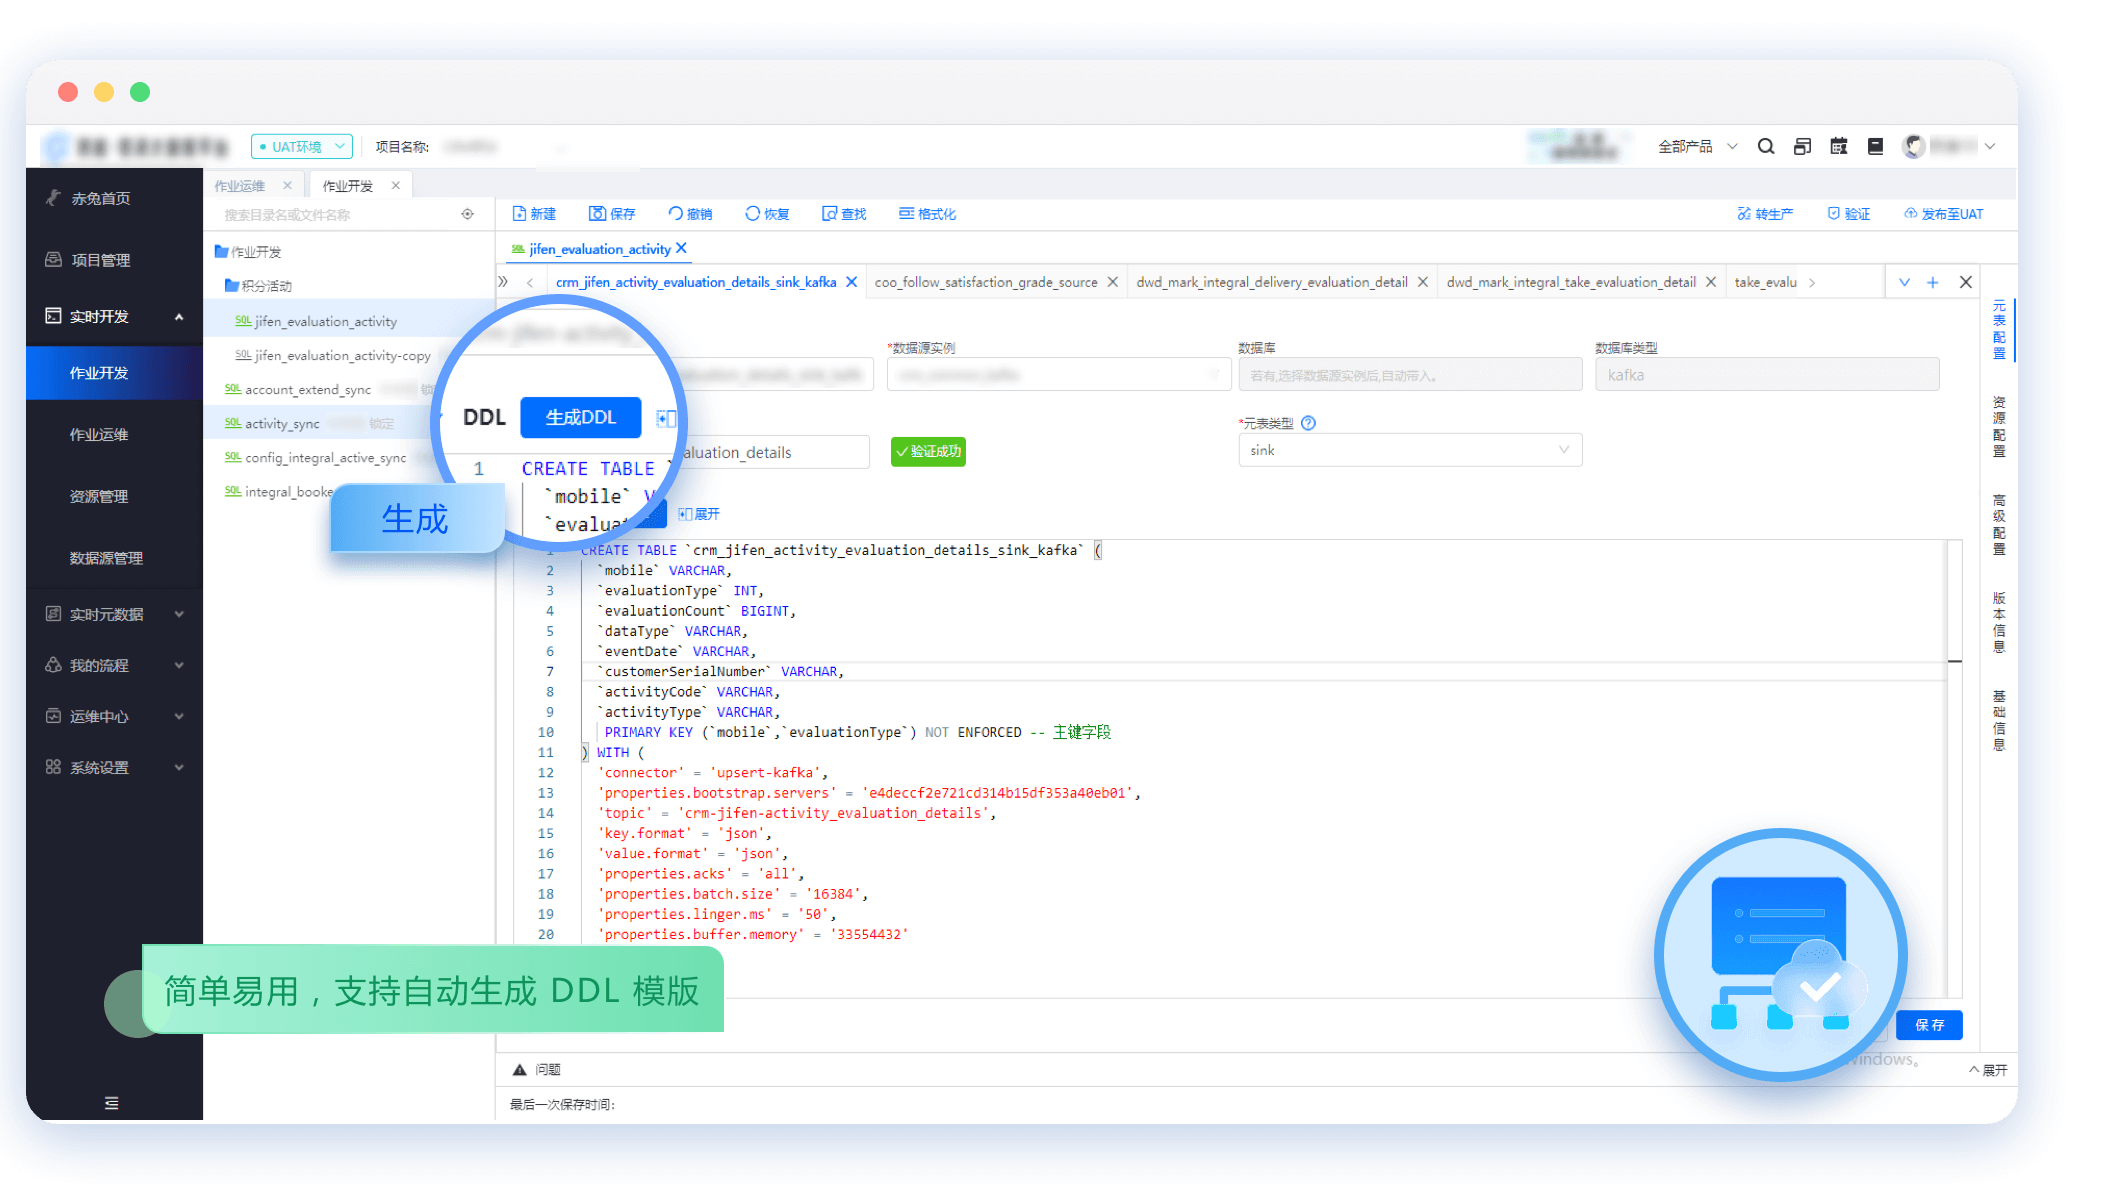 UAT环境
项目名称:
全部产品
赤兔首页
项目管理
实时开发
作业开发
作业运维
资源管理
数据源管理
实时元数据
我的流程
运维中心
系统设置
作业运维
作业开发
搜索目录名或文件名称
作业开发
积分活动
SQL jifen_evaluation_activity
SQL jifen_evaluation_activity-copy
SQL account_extend_sync
SQL activity_sync 锁定
SQL config_integral_active_sync
SQL
新建 保存 撤销 恢复 查找 格式化
转生产 验证 发布至UAT
SQL jifen_evaluation_activity
crm_jifen_activity_evaluation_details_sink_kafka
coo_follow_satisfaction_grade_source
dwd_mark_integral_delivery_evaluation_detail
dwd_mark_integral_take_evaluation_detail
take_evalu
*数据源实例
数据库
若有,选择数据源实例后,自动带入。
数据库类型
kafka
aluation_details
验证成功
*元表类型
sink
展开
DDL 生成DDL
1 CREATE TABLE `
`mobile` V
`evaluat
生成
1 CREATE TABLE `crm_jifen_activity_evaluation_details_sink_kafka` (
2 `mobile` VARCHAR,
3 `evaluationType` INT,
4 `evaluationCount` BIGINT,
5 `dataType` VARCHAR,
6 `eventDate` VARCHAR,
7 `customerSerialNumber` VARCHAR,
8 `activityCode` VARCHAR,
9 `activityType` VARCHAR,
10 PRIMARY KEY (`mobile`,`evaluationType`) NOT ENFORCED -- 主键字段
11 ) WITH (
12 'connector' = 'upsert-kafka',
13 'properties.bootstrap.servers' = 'e4deccf2e721cd314b15df353a40eb01',
14 'topic' = 'crm-jifen-activity_evaluation_details',
15 'key.format' = 'json',
16 'value.format' = 'json',
17 'properties.acks' = 'all',
18 'properties.batch.size' = '16384',
19 'properties.linger.ms' = '50',
20 'properties.buffer.memory' = '33554432'
元表配置
资源配置
高级配置
版本信息
基础信息
简单易用，支持自动生成 DDL 模版
保存
问题
展开
最后一次保存时间: